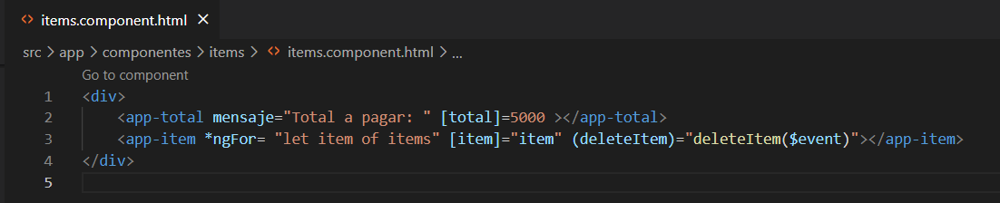 <> items.component.html ×
src > app > componentes > items > <> items.component.html > ...
Go to component
1 <div>
2 <app-total mensaje="Total a pagar: " [total]=5000 ></app-total>
3 <app-item *ngFor= "let item of items" [item]="item" (deleteItem)="deleteItem($event)"></app-item>
4 </div>
5